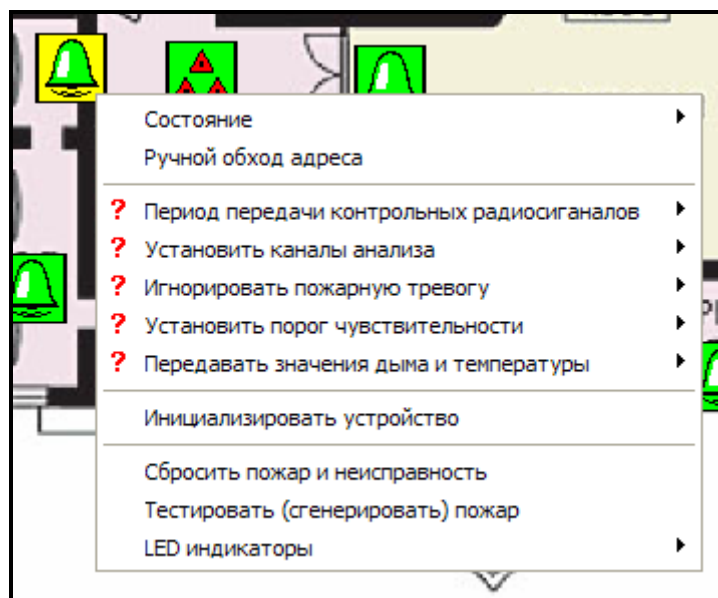 Состояние
Ручной обход адреса
? Период передачи контрольных радиосиганалов
? Установить каналы анализа
? Игнорировать пожарную тревогу
? Установить порог чувствительности
? Передавать значения дыма и температуры
Инициализировать устройство
Сбросить пожар и неисправность
Тестировать (сгенерировать) пожар
LED индикаторы